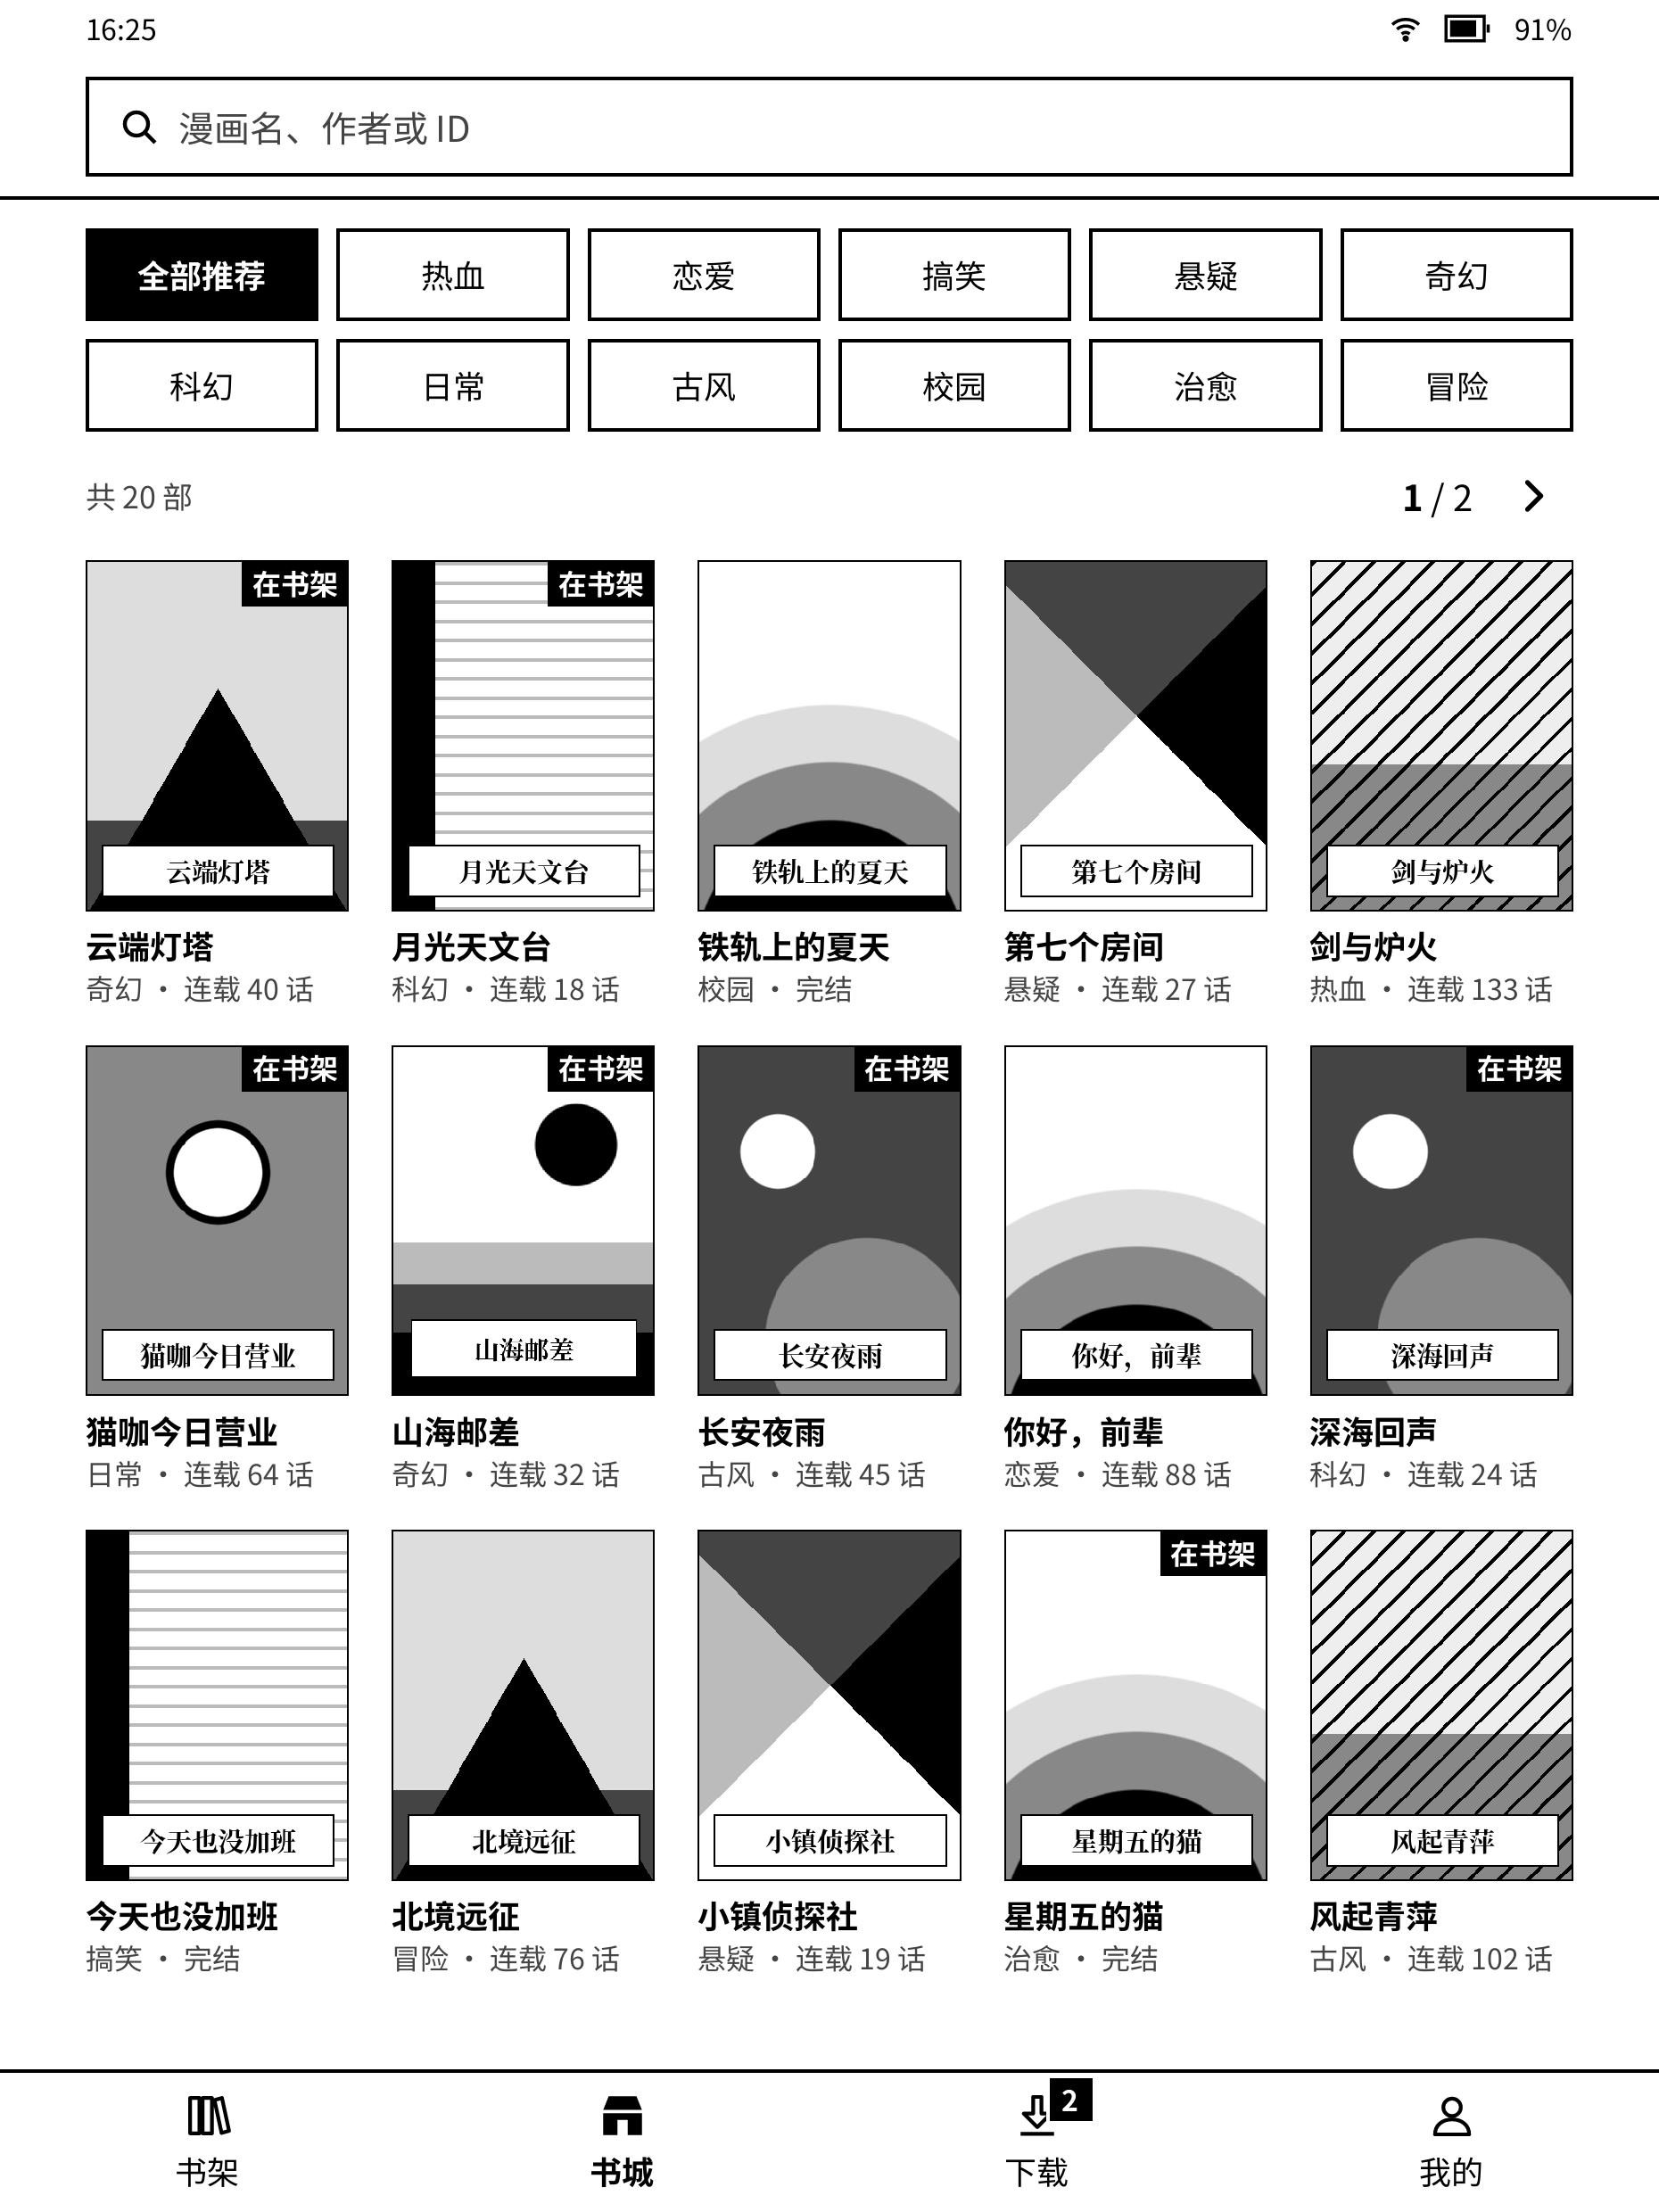 16:25
91%
漫画名、作者或 ID
全部推荐 热血 恋爱 搞笑 悬疑 奇幻
科幻 日常 古风 校园 治愈 冒险
共 20 部
1 / 2
在书架 在书架
云端灯塔 月光天文台 铁轨上的夏天 第七个房间 剑与炉火
云端灯塔 月光天文台 铁轨上的夏天 第七个房间 剑与炉火
奇幻 · 连载 40 话 科幻 · 连载 18 话 校园 · 完结 悬疑 · 连载 27 话 热血 · 连载 133 话
在书架 在书架 在书架 在书架
猫咖今日营业 山海邮差 长安夜雨 你好，前辈 深海回声
猫咖今日营业 山海邮差 长安夜雨 你好，前辈 深海回声
日常 · 连载 64 话 奇幻 · 连载 32 话 古风 · 连载 45 话 恋爱 · 连载 88 话 科幻 · 连载 24 话
在书架
今天也没加班 北境远征 小镇侦探社 星期五的猫 风起青萍
今天也没加班 北境远征 小镇侦探社 星期五的猫 风起青萍
搞笑 · 完结 冒险 · 连载 76 话 悬疑 · 连载 19 话 治愈 · 完结 古风 · 连载 102 话
2
书架 书城 下载 我的